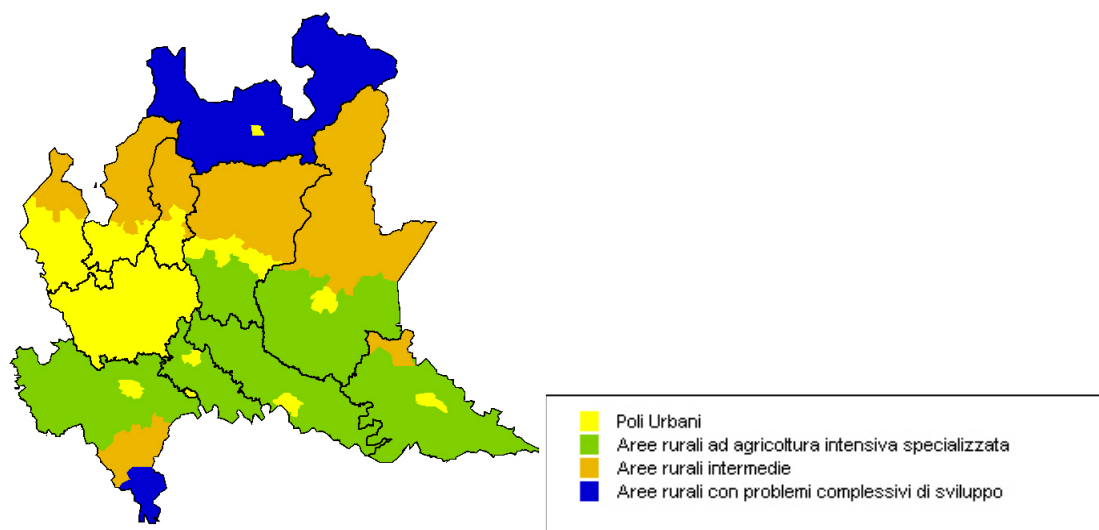 Poli Urbani
Aree rurali ad agricoltura intensiva specializzata
Aree rurali intermedie
Aree rurali con problemi complessivi di sviluppo